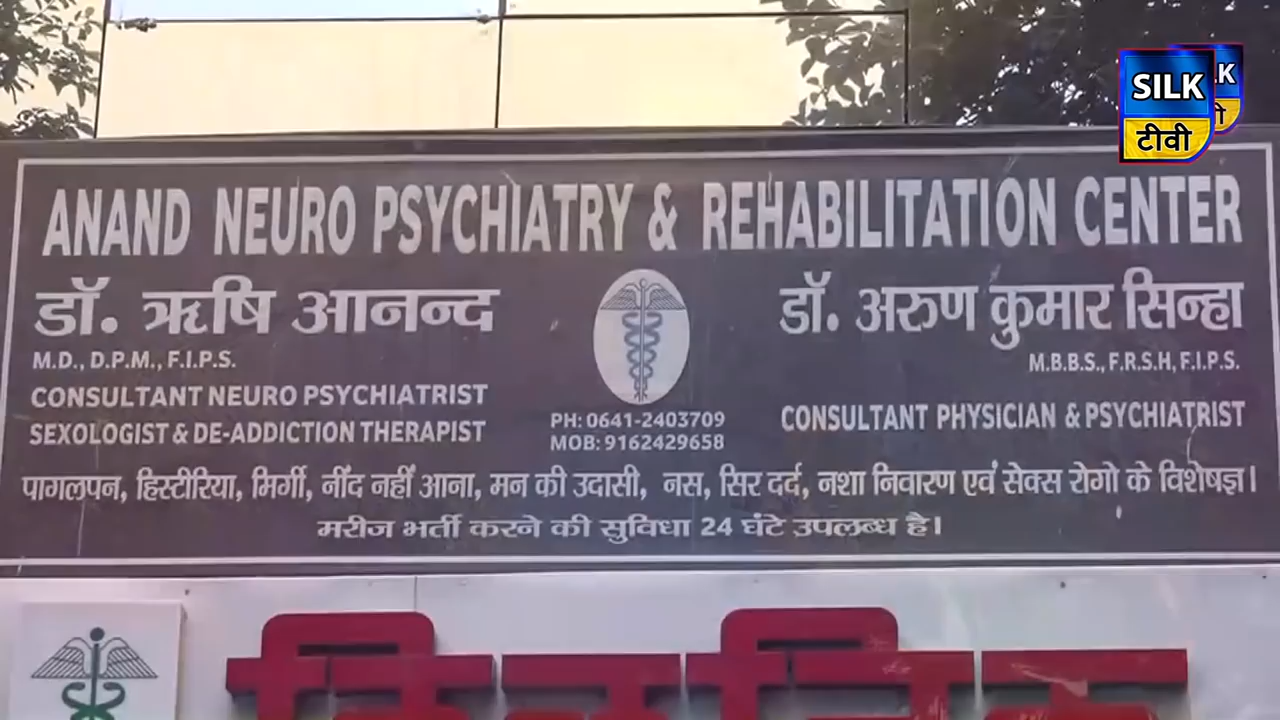 SILK
टीवी
ANAND NEURO PSYCHIATRY & REHABILITATION CENTER
डॉ. ऋषि आनन्द
M.D., D.P.M., F.I.P.S.
CONSULTANT NEURO PSYCHIATRIST
SEXOLOGIST & DE-ADDICTION THERAPIST
PH: 0641-2403709
MOB: 9162429658
डॉ. अरुण कुमार सिन्हा
M.B.B.S., F.R.S.H, F.I.P.S.
CONSULTANT PHYSICIAN & PSYCHIATRIST
पागलपन, हिस्टीरिया, मिर्गी, नींद नहीं आना, मन की उदासी, नस, सिर दर्द, नशा निवारण एवं सेक्स रोगो के विशेषज्ञ।
मरीज भर्ती करने की सुविधा 24 घंटे उपलब्ध है।